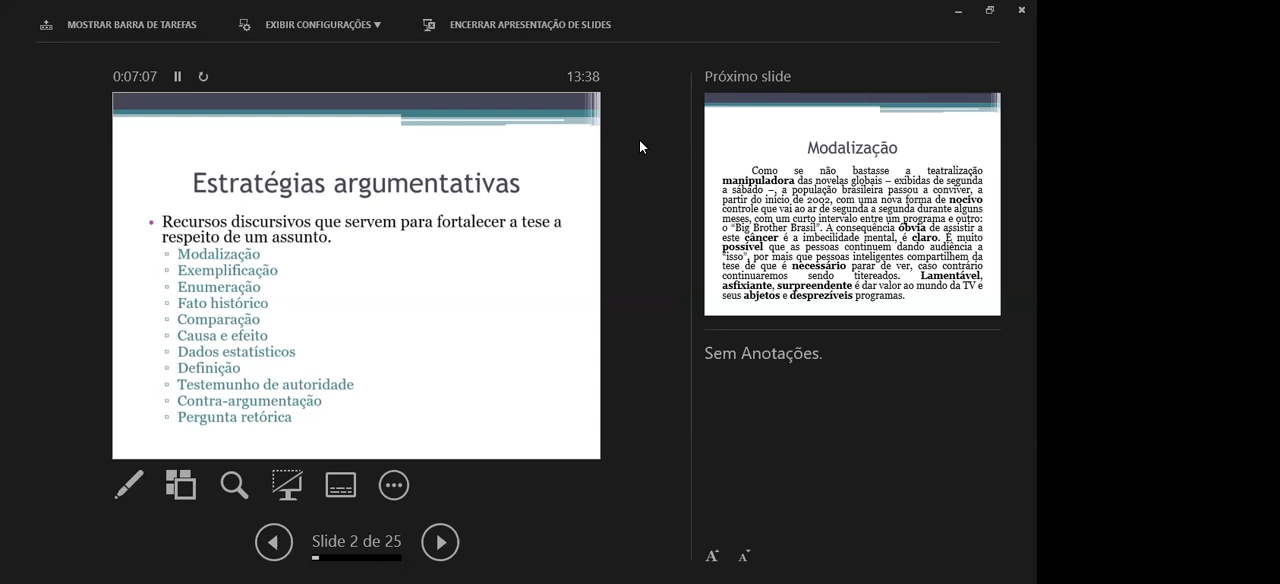 MOSTRAR BARRA DE TAREFAS
EXIBIR CONFIGURAÇÕES ▼
ENCERRAR APRESENTAÇÃO DE SLIDES
0:07:07
13:38
Estratégias argumentativas
• Recursos discursivos que servem para fortalecer a tese a
respeito de um assunto.
▫ Modalização
▫ Exemplificação
▫ Enumeração
▫ Fato histórico
▫ Comparação
▫ Causa e efeito
▫ Dados estatísticos
▫ Definição
▫ Testemunho de autoridade
▫ Contra-argumentação
▫ Pergunta retórica
Slide 2 de 25
Próximo slide
Modalização
Como se não bastasse a teatralização
manipuladora das novelas globais – exibidas de segunda
a sábado –, a população brasileira passou a conviver, a
partir do início de 2002, com uma nova forma de nocivo
controle que vai ao ar de segunda a segunda durante alguns
meses, com um curto intervalo entre um programa e outro:
o “Big Brother Brasil”. A consequência óbvia de assistir a
este câncer é a imbecilidade mental, é claro. É muito
possível que as pessoas continuem dando audiência a
“isso”, por mais que pessoas inteligentes compartilhem da
tese de que é necessário parar de ver, caso contrário
continuaremos sendo titereados. Lamentável,
asfixiante, surpreendente é dar valor ao mundo da TV e
seus abjetos e desprezíveis programas.
Sem Anotações.
A A